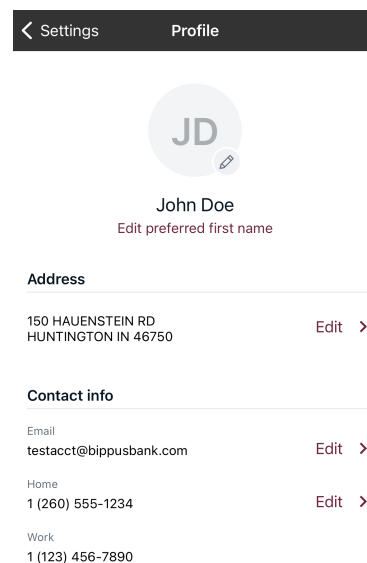 Settings
Profile
JD
John Doe
Edit preferred first name
Address
150 HAUENSTEIN RD
HUNTINGTON IN 46750
Edit
Contact info
Email
testacct@bippusbank.com
Edit
Home
1 (260) 555-1234
Edit
Work
1 (123) 456-7890